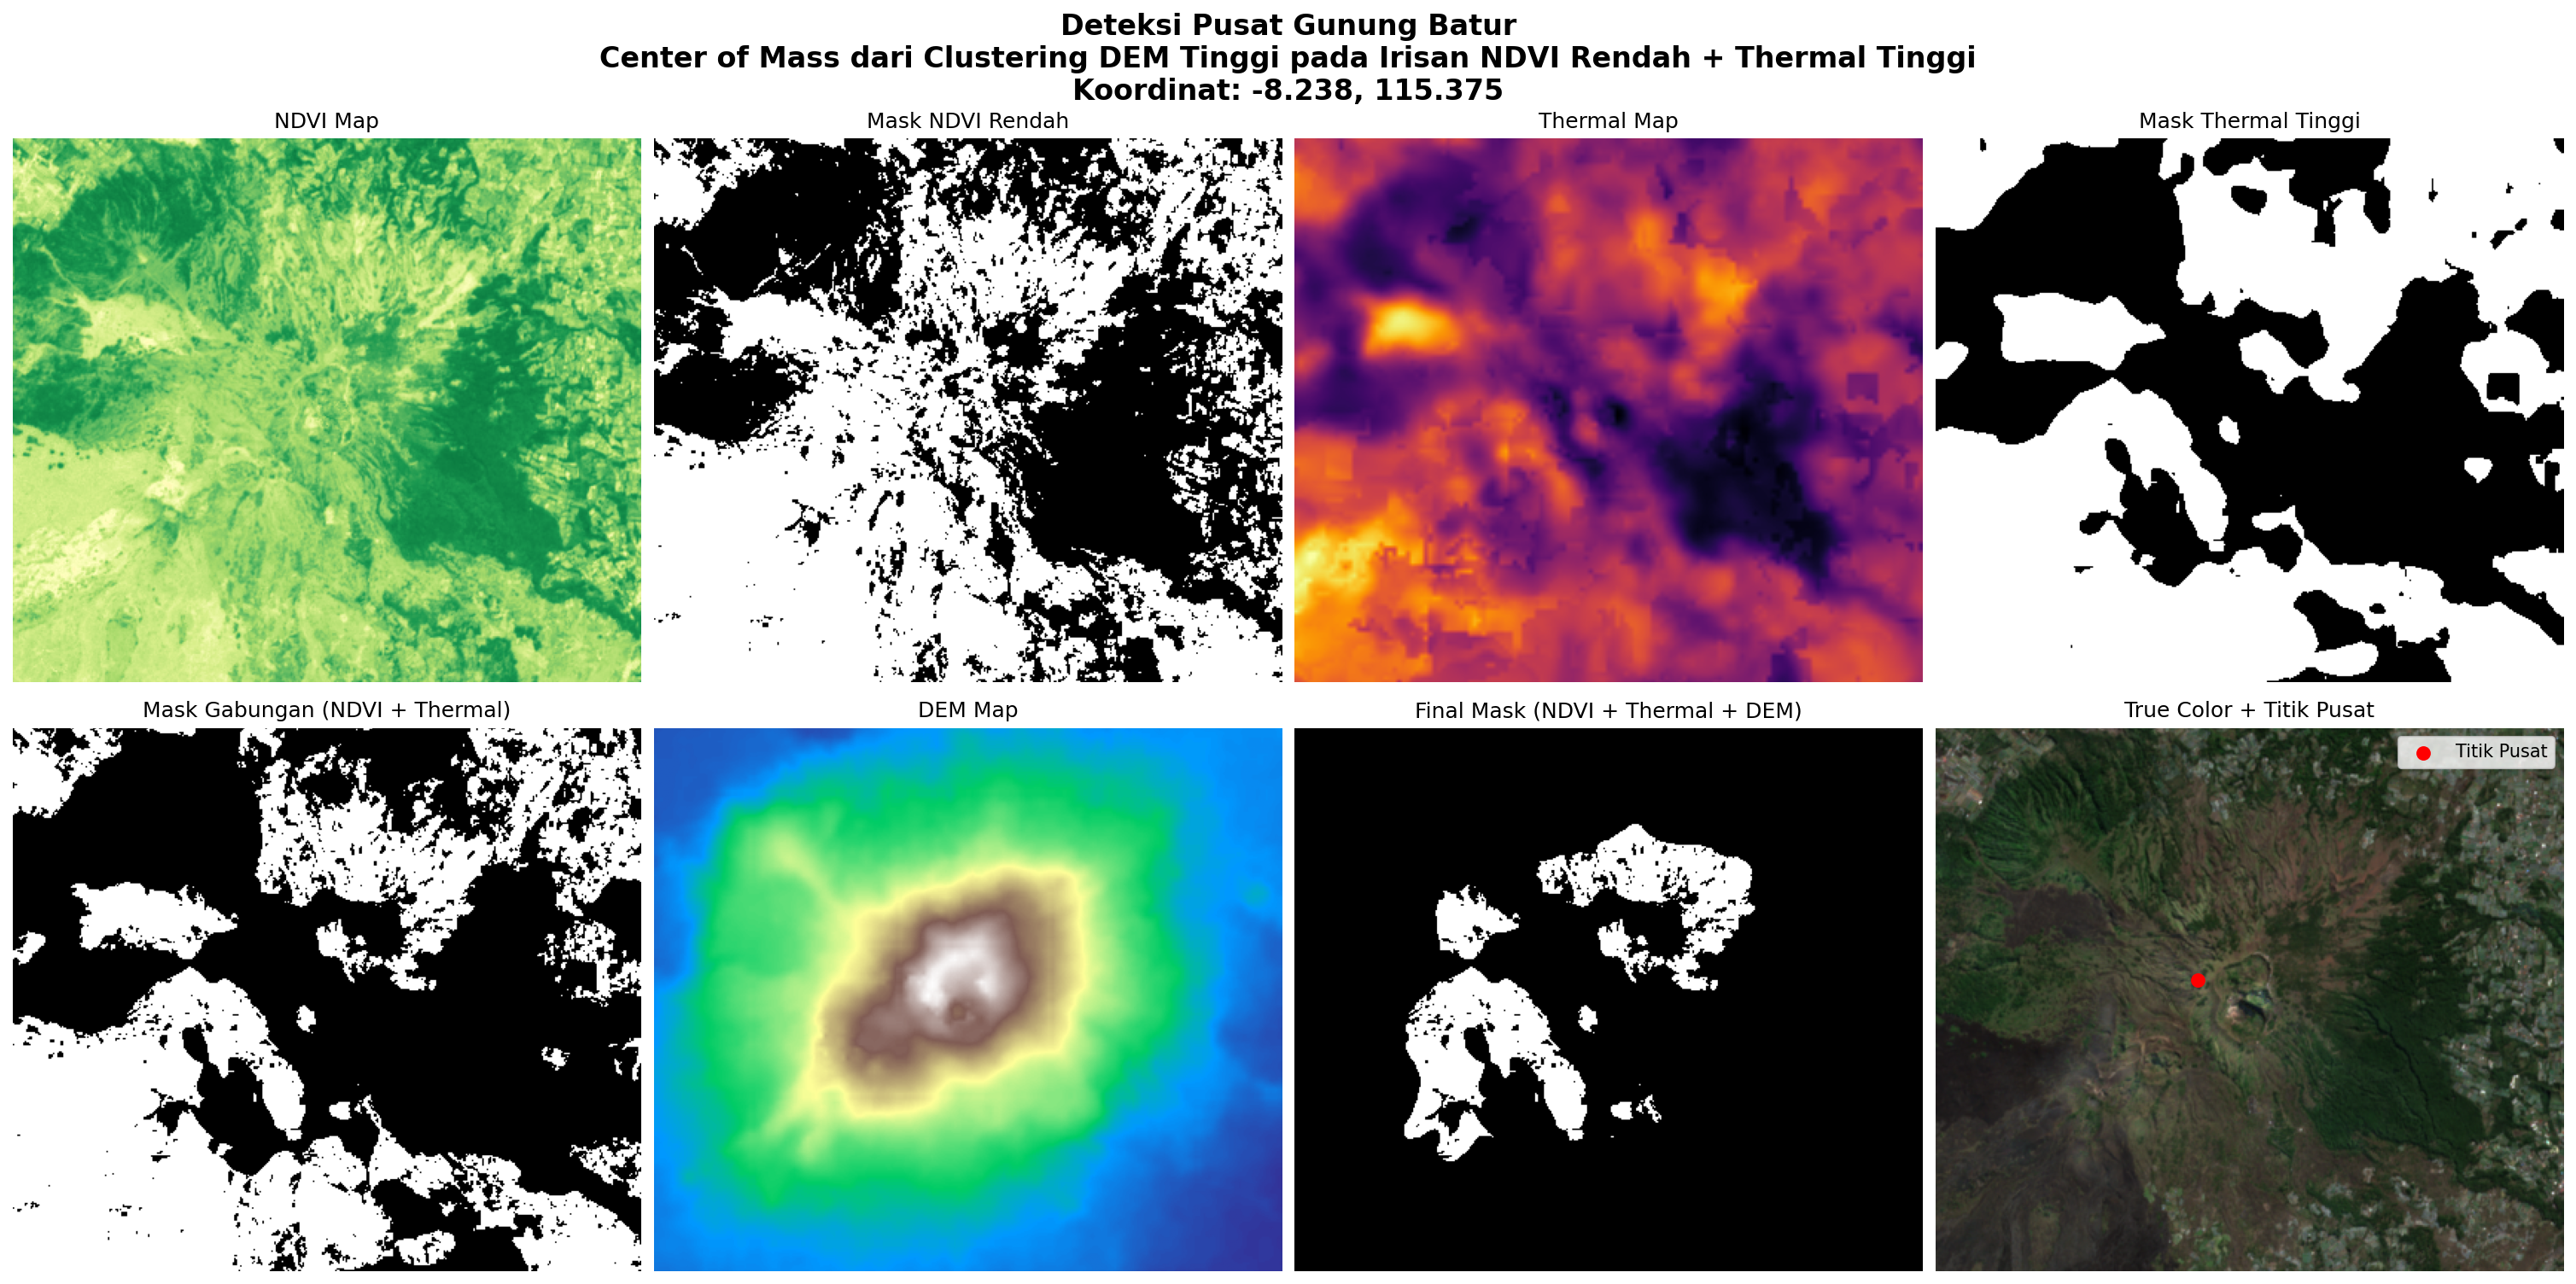 Deteksi Pusat Gunung Batur
Center of Mass dari Clustering DEM Tinggi pada Irisan NDVI Rendah + Thermal Tinggi
Koordinat: -8.238, 115.375
NDVI Map
Mask NDVI Rendah
Thermal Map
Mask Thermal Tinggi
Mask Gabungan (NDVI + Thermal)
DEM Map
Final Mask (NDVI + Thermal + DEM)
True Color + Titik Pusat
Titik Pusat